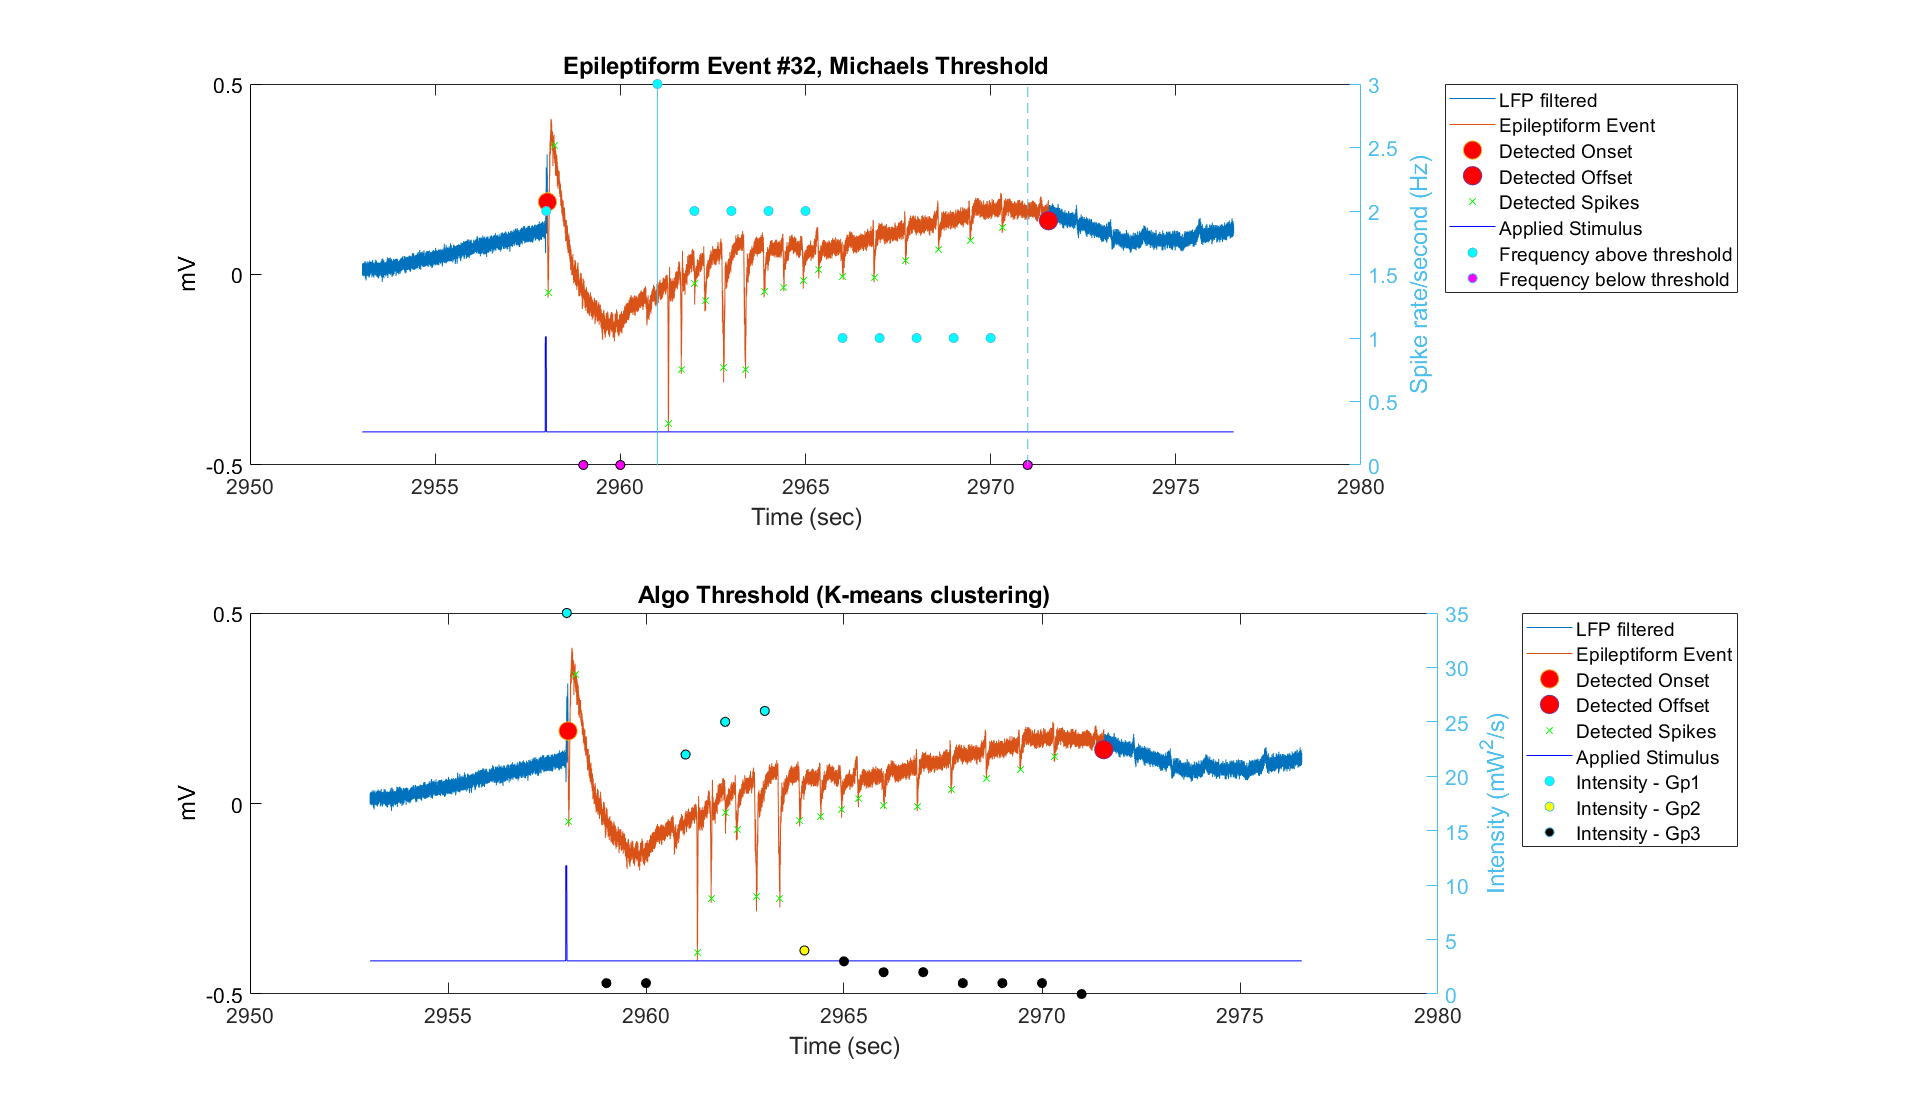 Epileptiform Event #32, Michaels Threshold
0.5
0
-0.5
mV
2950 2955 2960 2965 2970 2975 2980
Time (sec)
3
2.5
2
1.5
1
0.5
0
Spike rate/second (Hz)
LFP filtered
Epileptiform Event
Detected Onset
Detected Offset
Detected Spikes
Applied Stimulus
Frequency above threshold
Frequency below threshold
Algo Threshold (K-means clustering)
0.5
0
-0.5
mV
2950 2955 2960 2965 2970 2975 2980
Time (sec)
35
30
25
20
15
10
5
0
Intensity (mW²/s)
LFP filtered
Epileptiform Event
Detected Onset
Detected Offset
Detected Spikes
Applied Stimulus
Intensity - Gp1
Intensity - Gp2
Intensity - Gp3